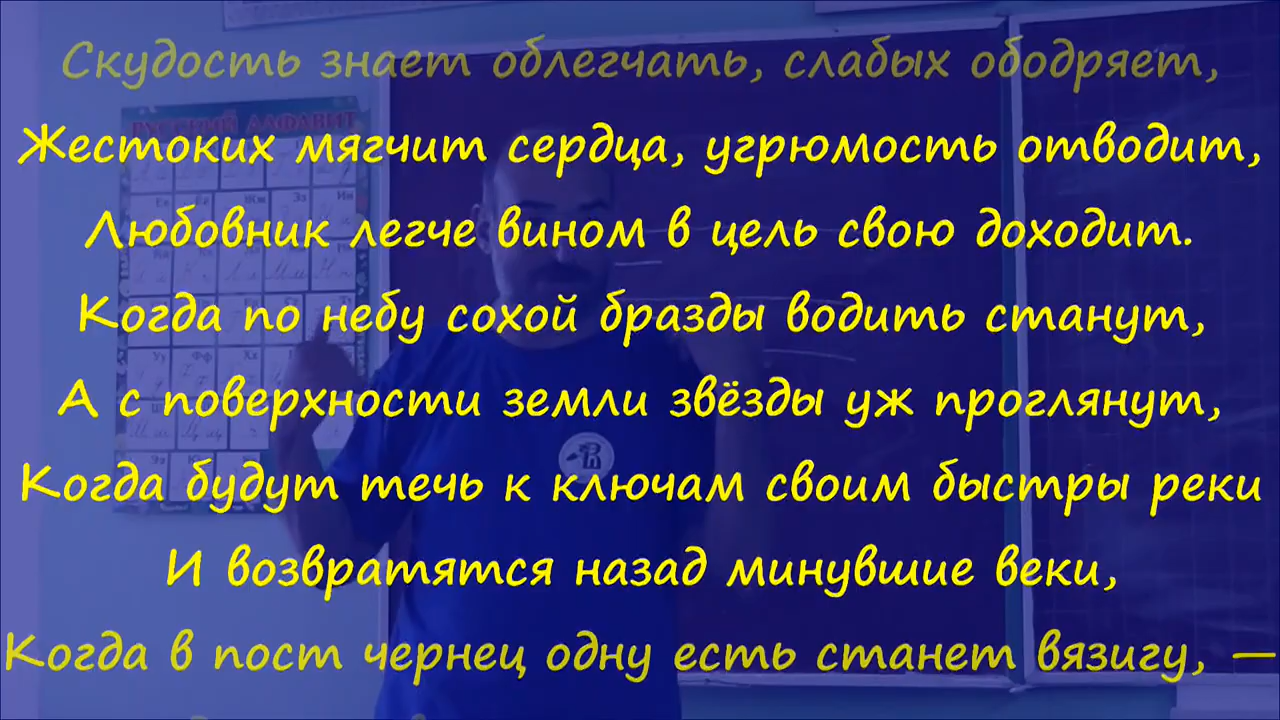 Скудость знает облегчать, слабых ободряет,
Жестоких мягчит сердца, угрюмость отводит,
Любовник легче вином в цель свою доходит.
Когда по небу сохой бразды водить станут,
А с поверхности земли звёзды уж проглянут,
Когда будут течь к ключам своим быстры реки
И возвратятся назад минувшие веки,
Когда в пост чернец одну есть станет вязигу, —
РУССКИЙ АЛФАВИТ